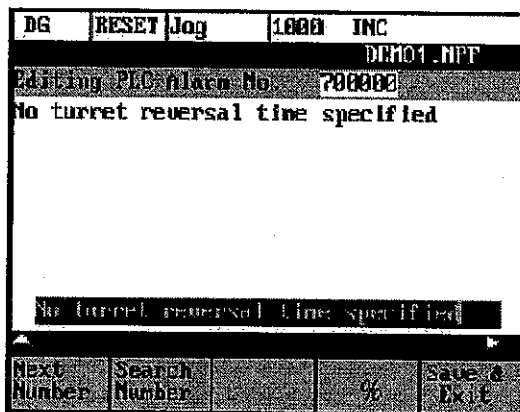 DG RESET Jog 1000 INC
DEMO1.MPF
Editing PLC Alarm No. 700000
No turret reversal time specified
No turret reversal time specified
Next Number Search Number % Save & Exit